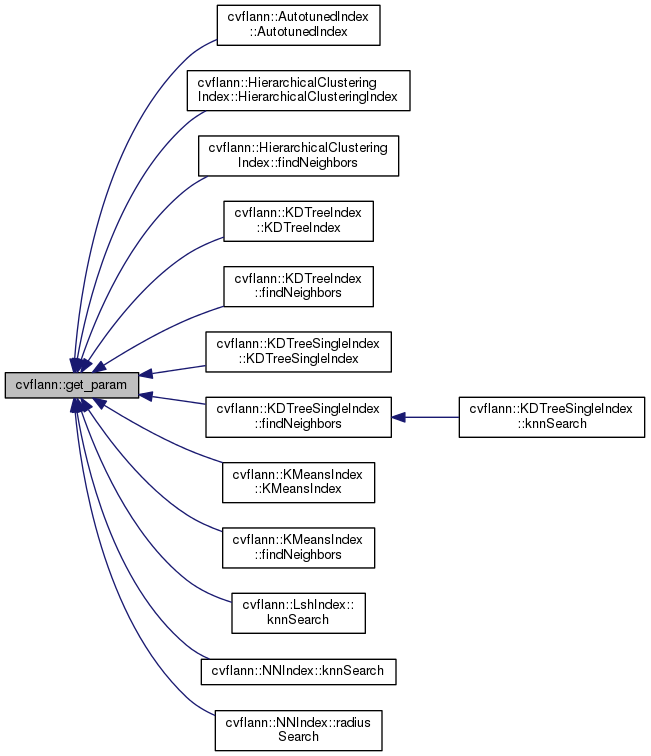 cvflann::AutotunedIndex
::AutotunedIndex
cvflann::HierarchicalClustering
Index::HierarchicalClusteringIndex
cvflann::HierarchicalClustering
Index::findNeighbors
cvflann::KDTreeIndex
::KDTreeIndex
cvflann::KDTreeIndex
::findNeighbors
cvflann::KDTreeSingleIndex
::KDTreeSingleIndex
cvflann::get_param
cvflann::KDTreeSingleIndex
::findNeighbors
cvflann::KDTreeSingleIndex
::knnSearch
cvflann::KMeansIndex
::KMeansIndex
cvflann::KMeansIndex
::findNeighbors
cvflann::LshIndex::
knnSearch
cvflann::NNIndex::knnSearch
cvflann::NNIndex::radius
Search